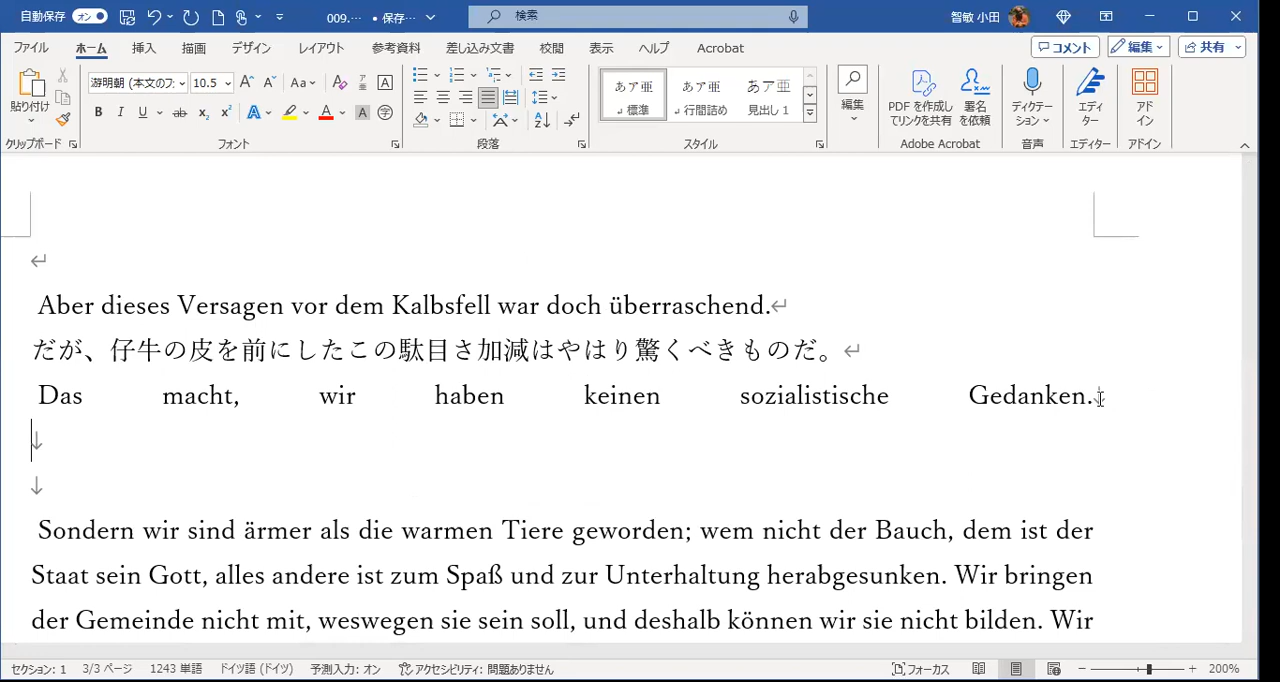 自動保存 オン 009.… • 保存… 検索 智敏 小田
ファイル ホーム 挿入 描画 デザイン レイアウト 参考資料 差し込み文書 校閲 表示 ヘルプ Acrobat コメント 編集 共有
貼り付け 游明朝 (本文のフ 10.5 Aa あア亜 あア亜 あア亜 編集 PDF を作成してリンクを共有 署名を依頼 ディクテーション エディター アドイン
B I U ab x₂ x² A A A 字 標準 行間詰め 見出し 1
クリップボード フォント 段落 スタイル Adobe Acrobat 音声 エディター アドイン
Aber dieses Versagen vor dem Kalbsfell war doch überraschend.
だが、仔牛の皮を前にしたこの駄目さ加減はやはり驚くべきものだ。
Das macht, wir haben keinen sozialistische Gedanken.
Sondern wir sind ärmer als die warmen Tiere geworden; wem nicht der Bauch, dem ist der
Staat sein Gott, alles andere ist zum Spaß und zur Unterhaltung herabgesunken. Wir bringen
der Gemeinde nicht mit, weswegen sie sein soll, und deshalb können wir sie nicht bilden. Wir
セクション: 1 3/3 ページ 1243 単語 ドイツ語 (ドイツ) 予測入力: オン アクセシビリティ: 問題ありません フォーカス 200%